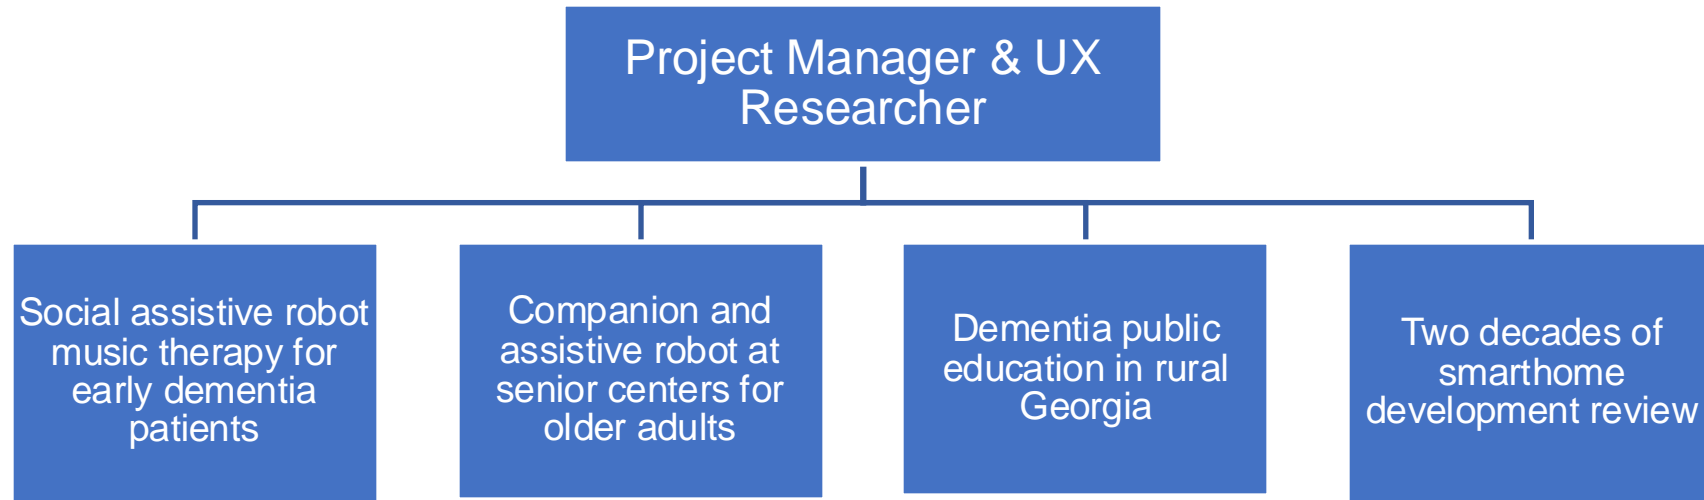 Project Manager & UX
Researcher
Social assistive robot
music therapy for
early dementia
patients
Companion and
assistive robot at
senior centers for
older adults
Dementia public
education in rural
Georgia
Two decades of
smarthome
development review